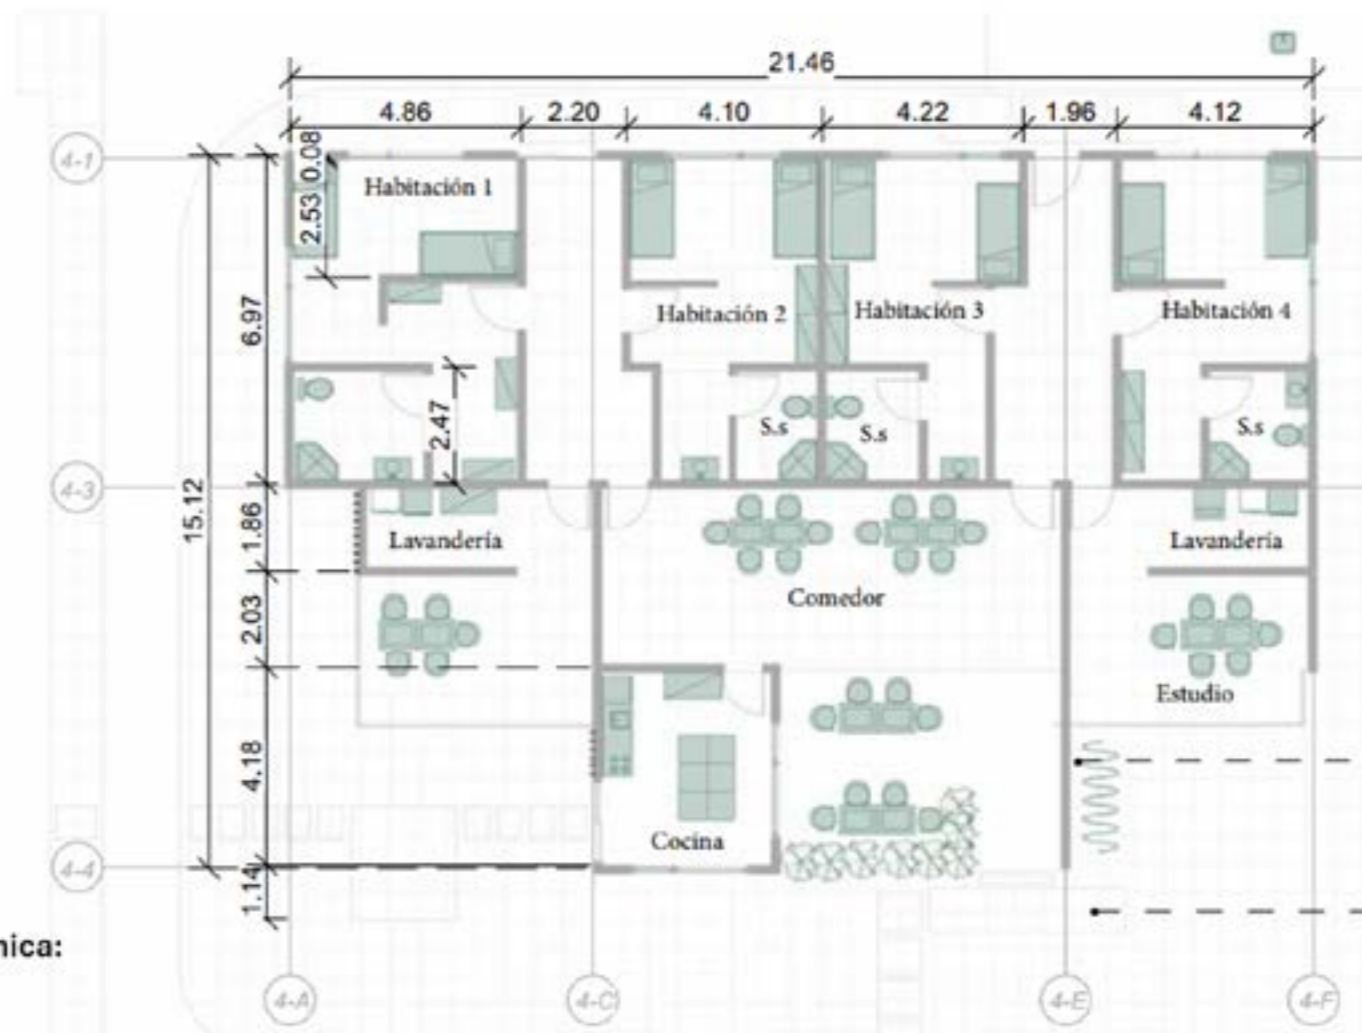 21.46
4.86 2.20 4.10 4.22 1.96 4.12
4-1
0.08
2.53
Habitación 1
6.97
Habitación 2
Habitación 3
Habitación 4
2.47
S.s
S.s
S.s
4-3
15.12
1.86
Lavandería
Lavandería
Comedor
2.03
Estudio
4.18
Cocina
4-4
1.14
nica:
4-A
4-C
4-E
4-F